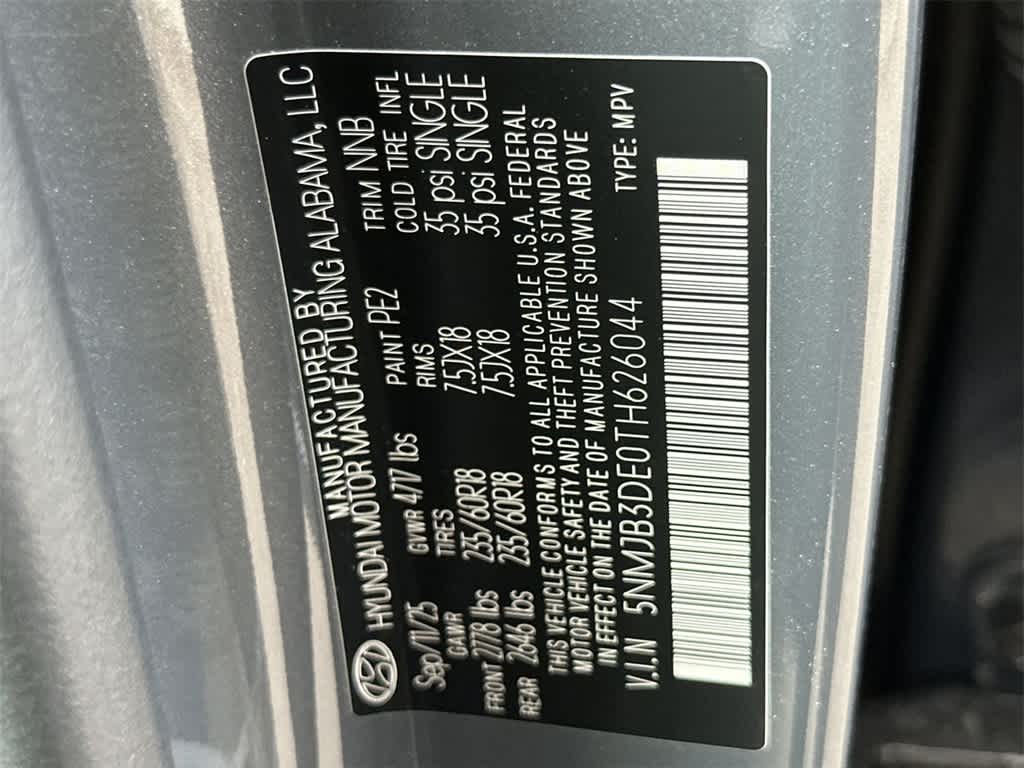 MANUFACTURED BY
HYUNDAI MOTOR MANUFACTURING ALABAMA, LLC
Sep/11/25 GVWR 4717 lbs PAINT PE2 TRIM NNB
GAWR TIRES RIMS COLD TIRE INFL
FRONT 2778 lbs 235/60R18 7.5JX18 35 psi SINGLE
REAR 2646 lbs 235/60R18 7.5JX18 35 psi SINGLE
THIS VEHICLE CONFORMS TO ALL APPLICABLE U.S.A. FEDERAL
MOTOR VEHICLE SAFETY AND THEFT PREVENTION STANDARDS
IN EFFECT ON THE DATE OF MANUFACTURE SHOWN ABOVE
V.I.N 5NMJB3DE0TH626044 TYPE: MPV